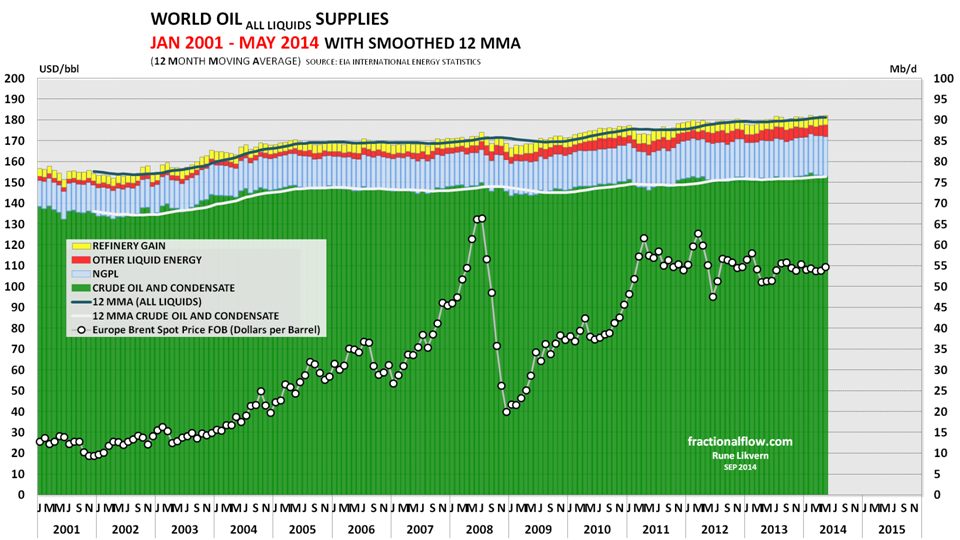 WORLD OIL ALL LIQUIDS SUPPLIES
JAN 2001 - MAY 2014 WITH SMOOTHED 12 MMA
(12 MONTH MOVING AVERAGE) SOURCE: EIA INTERNATIONAL ENERGY STATISTICS
USD/bbl Mb/d
200 100
190 95
180 90
170 85
160 80
150 75
140 70
130 65
120 60
110 55
100 50
90 45
80 40
70 35
60 30
50 25
40 20
30 15
20 10
10 5
0 0
REFINERY GAIN
OTHER LIQUID ENERGY
NGPL
CRUDE OIL AND CONDENSATE
12 MMA (ALL LIQUIDS)
12 MMA CRUDE OIL AND CONDENSATE
Europe Brent Spot Price FOB (Dollars per Barrel)
fractionalflow.com
Rune Likvern
SEP 2014
J M M J S N J M M J S N J M M J S N J M M J S N J M M J S N J M M J S N J M M J S N J M M J S N J M M J S N J M M J S N J M M J S N J M M J S N J M M J S N J M M J S N J M M J S N
2001 2002 2003 2004 2005 2006 2007 2008 2009 2010 2011 2012 2013 2014 2015